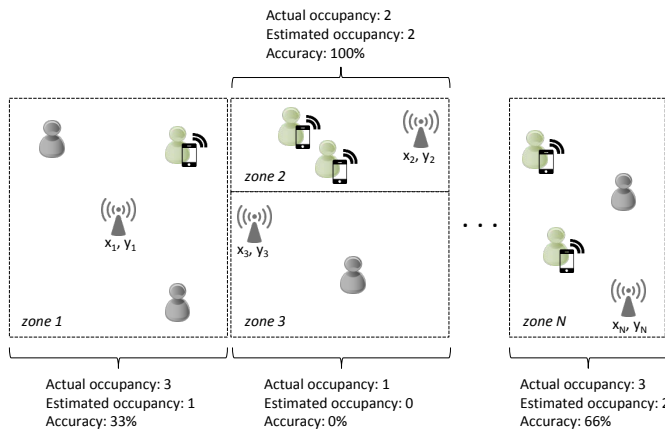 Actual occupancy: 2
Estimated occupancy: 2
Accuracy: 100%
x2, y2
zone 2
x1, y1
x3, y3
. . .
zone 1
zone 3
zone N
xN, yN
Actual occupancy: 3
Estimated occupancy: 1
Accuracy: 33%
Actual occupancy: 1
Estimated occupancy: 0
Accuracy: 0%
Actual occupancy: 3
Estimated occupancy: 2
Accuracy: 66%